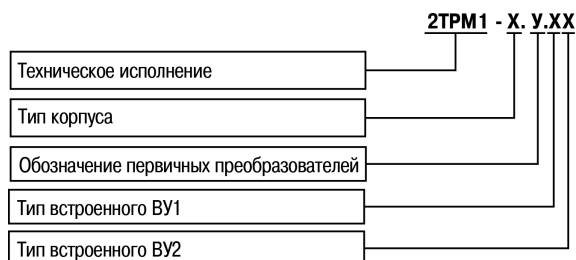 2ТРМ1 - Х. У.ХХ
Техническое исполнение
Тип корпуса
Обозначение первичных преобразователей
Тип встроенного ВУ1
Тип встроенного ВУ2